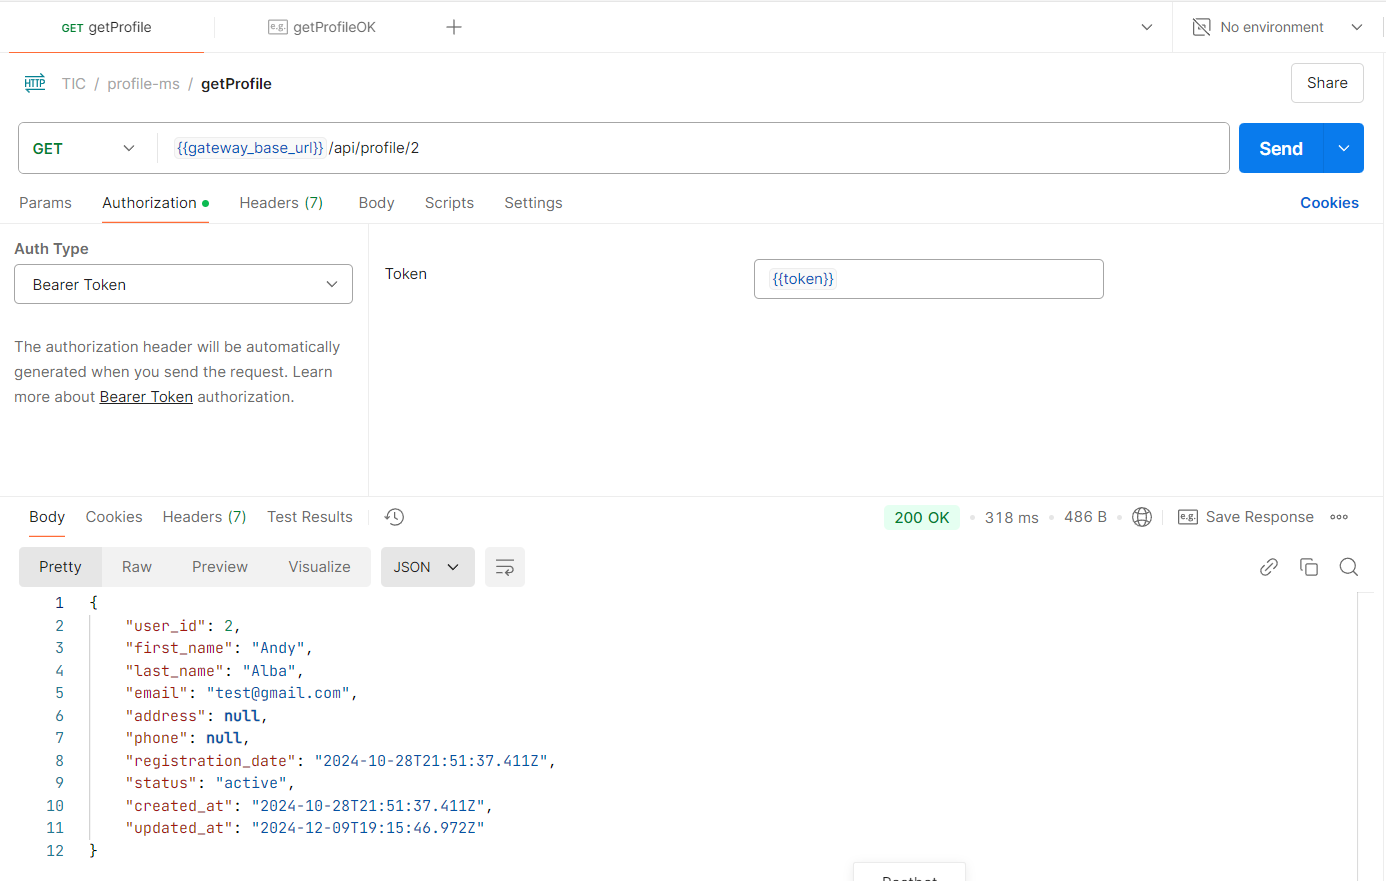 GET getProfile
e.g. getProfileOK
No environment
HTTP TIC / profile-ms / getProfile
Share
GET {{gateway_base_url}} /api/profile/2
Send
Params Authorization Headers (7) Body Scripts Settings
Cookies
Auth Type
Bearer Token
Token
{{token}}
The authorization header will be automatically
generated when you send the request. Learn
more about Bearer Token authorization.
Body Cookies Headers (7) Test Results
200 OK 318 ms 486 B e.g. Save Response
Pretty Raw Preview Visualize JSON
1 {
2 "user_id": 2,
3 "first_name": "Andy",
4 "last_name": "Alba",
5 "email": "test@gmail.com",
6 "address": null,
7 "phone": null,
8 "registration_date": "2024-10-28T21:51:37.411Z",
9 "status": "active",
10 "created_at": "2024-10-28T21:51:37.411Z",
11 "updated_at": "2024-12-09T19:15:46.972Z"
12 }